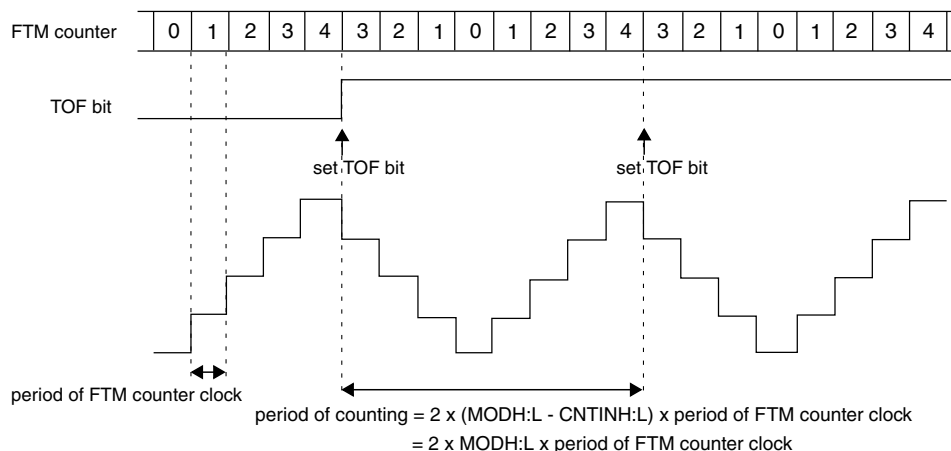 FTM counter 0 1 2 3 4 3 2 1 0 1 2 3 4 3 2 1 0 1 2 3 4
TOF bit
set TOF bit set TOF bit
period of FTM counter clock
period of counting = 2 x (MODH:L - CNTINH:L) x period of FTM counter clock
= 2 x MODH:L x period of FTM counter clock